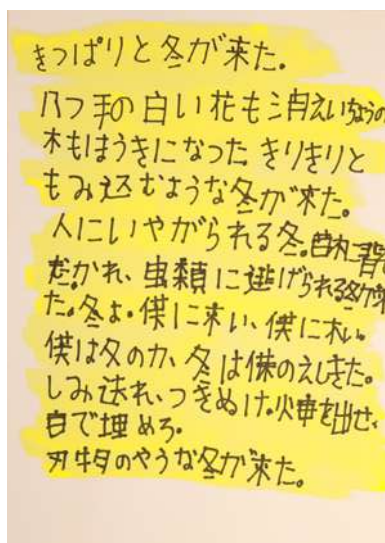 きっぱりと冬が来た。
八つ手の白い花も消えいちょうの
木もはうきになった きりきりと
もみ込むような冬が来た。
人にいやがられる冬。草木に背
だかれ、虫類に逃げられる冬が
た。冬よ。僕に来い、僕に来い。
僕は冬の力、冬は僕のえじきだ。
しみ透れ、つきぬけ。火事を出せ、
白で埋めろ。
刃物のやうな冬が来た。